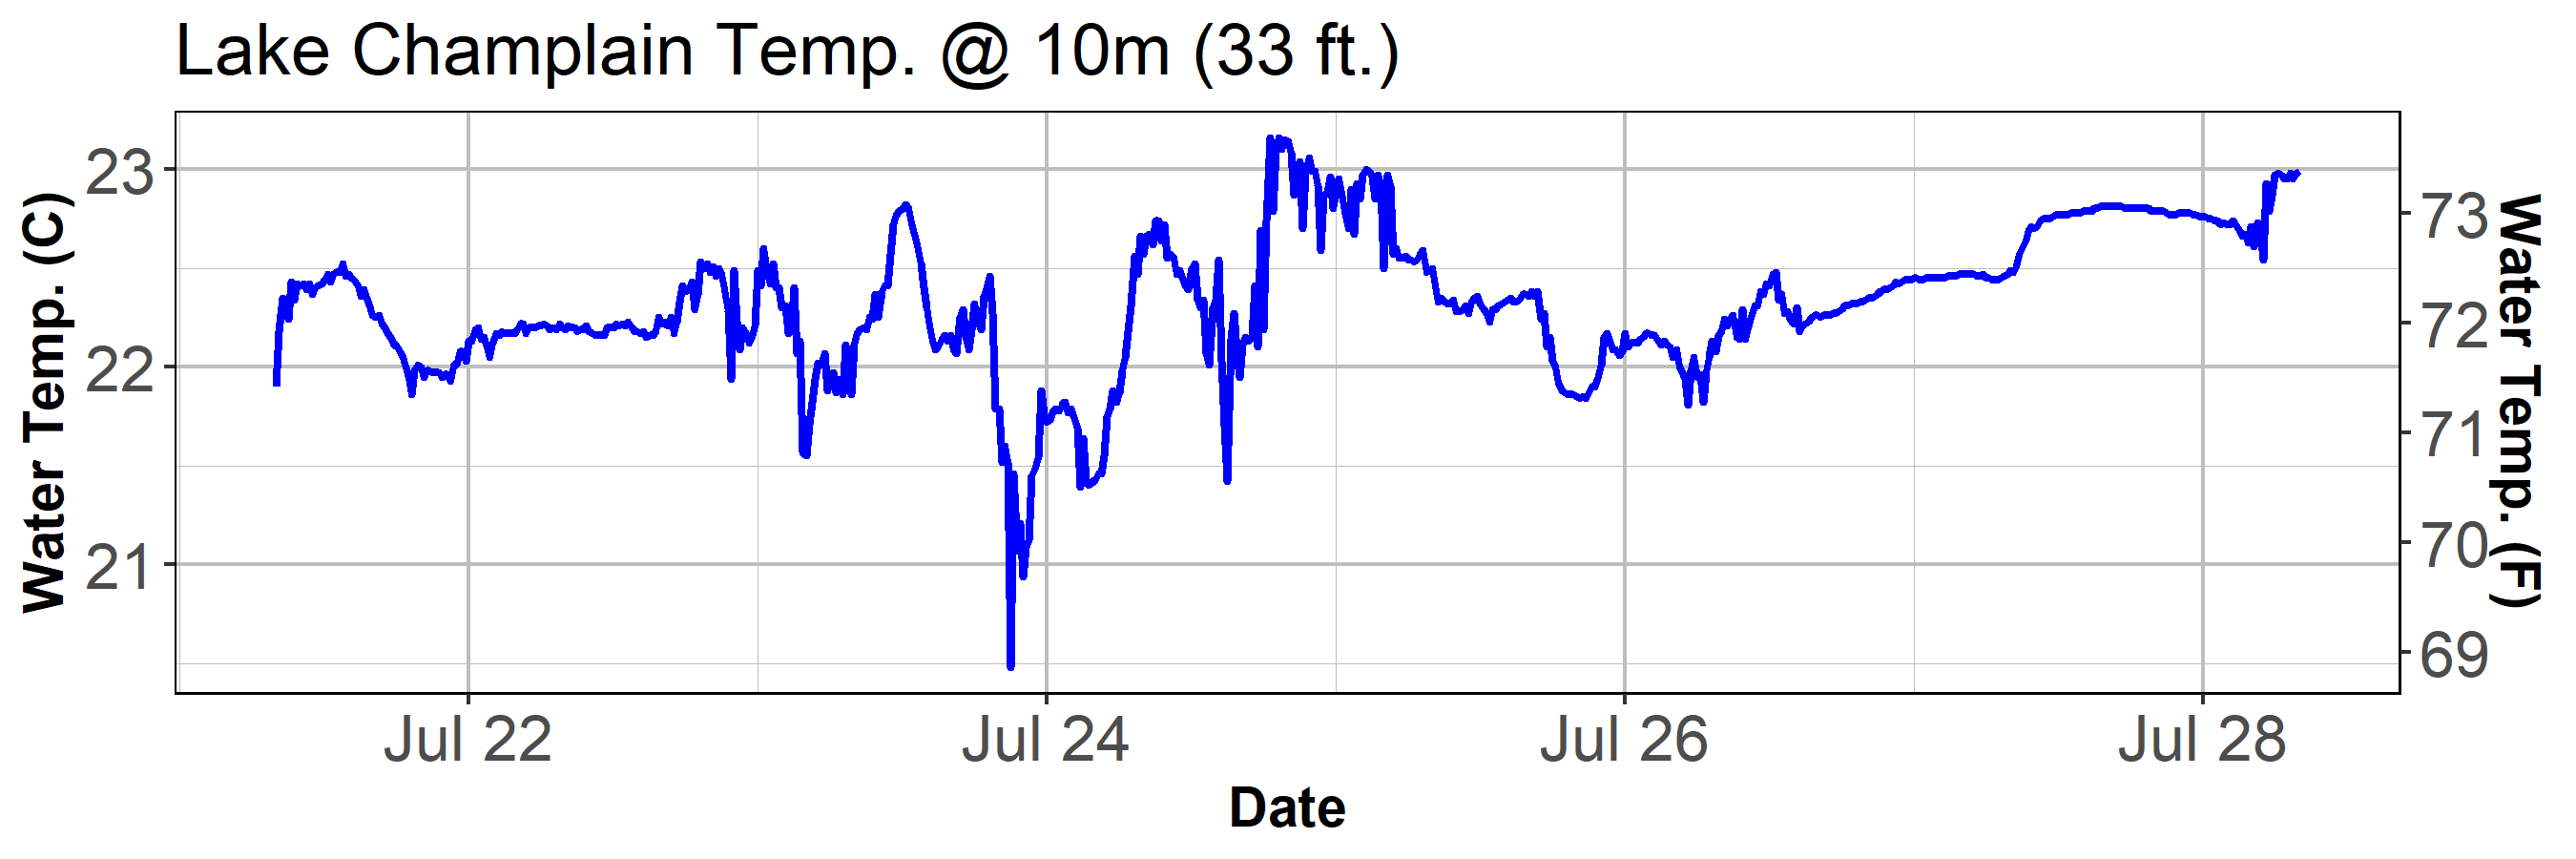 Lake Champlain Temp. @ 10m (33 ft.)
Water Temp. (C)
23
22
21
73
72
71
70
69
Water Temp. (F)
Jul 22
Jul 24
Jul 26
Jul 28
Date